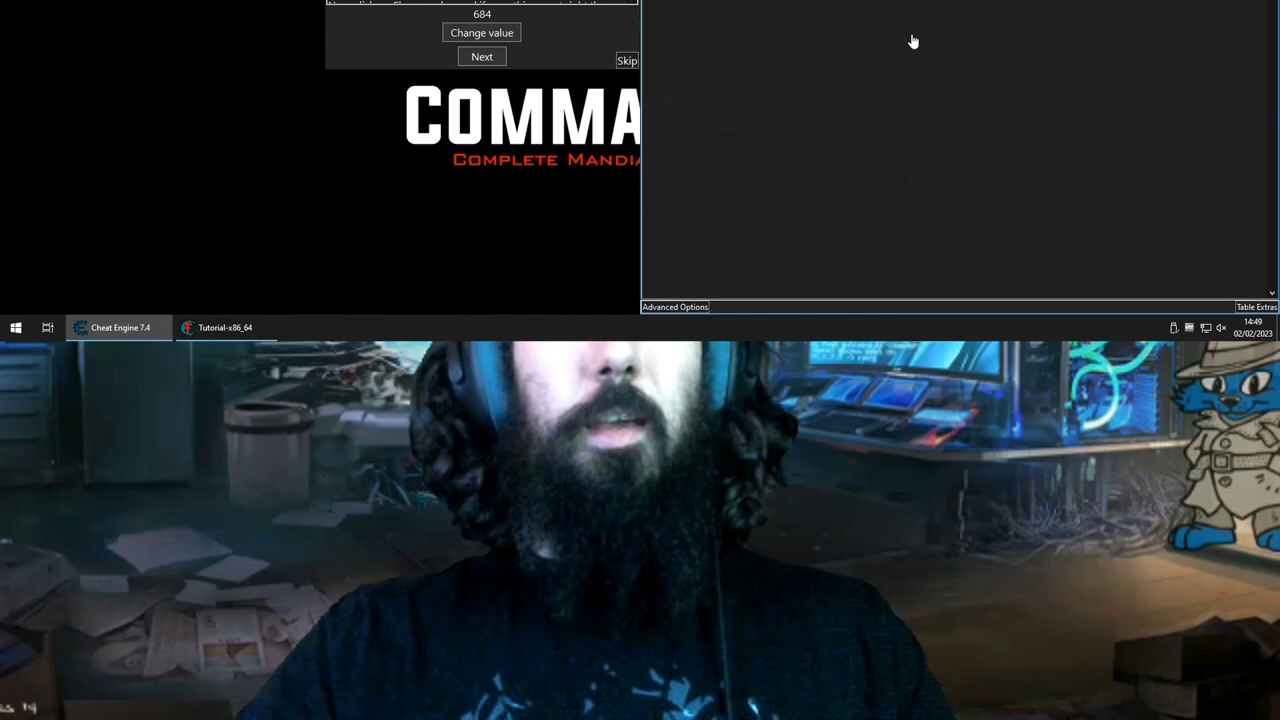 684
Change value
Next
Skip
COMMA
COMPLETE MANDIA
Advanced Options
Table Extras
Cheat Engine 7.4
Tutorial-x86_64
14:49
02/02/2023